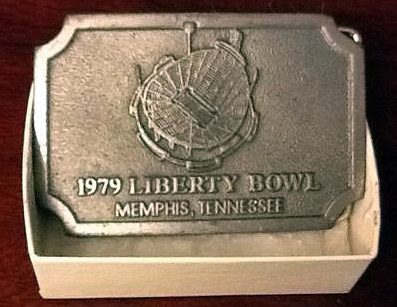 1979 LIBERTY BOWL
MEMPHIS, TENNESSEE